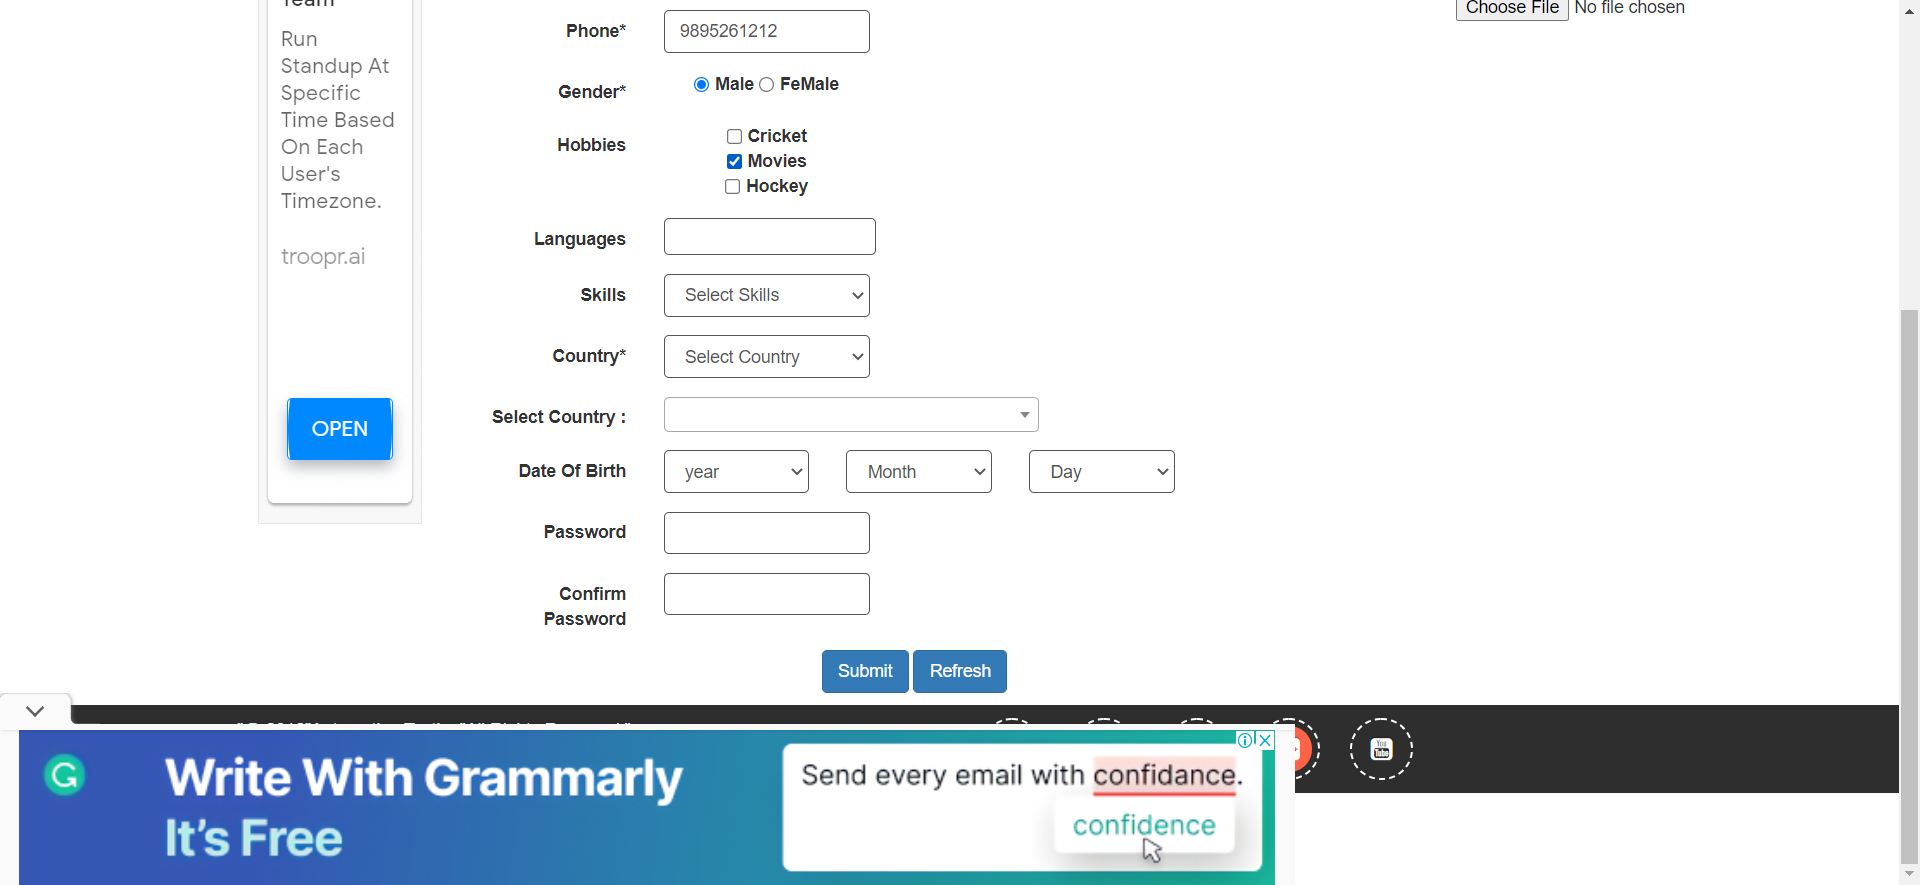 Team
Run
Standup At
Specific
Time Based
On Each
User's
Timezone.
troopr.ai
OPEN
Choose File No file chosen
Phone* 9895261212
Gender* Male FeMale
Hobbies Cricket
Movies
Hockey
Languages
Skills Select Skills
Country* Select Country
Select Country :
Date Of Birth year Month Day
Password
Confirm
Password
Submit Refresh
You
Tube
Write With Grammarly
It's Free
Send every email with confidance.
confidence